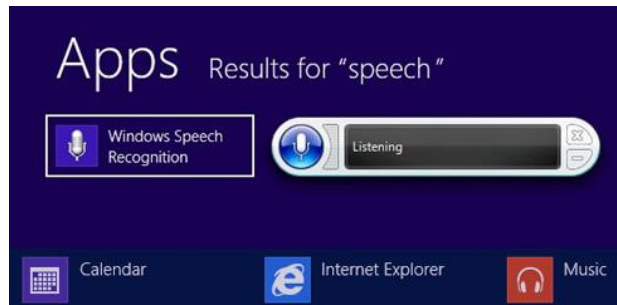 Apps Results for “speech”
Windows Speech
Recognition
Listening
Calendar
Internet Explorer
Music